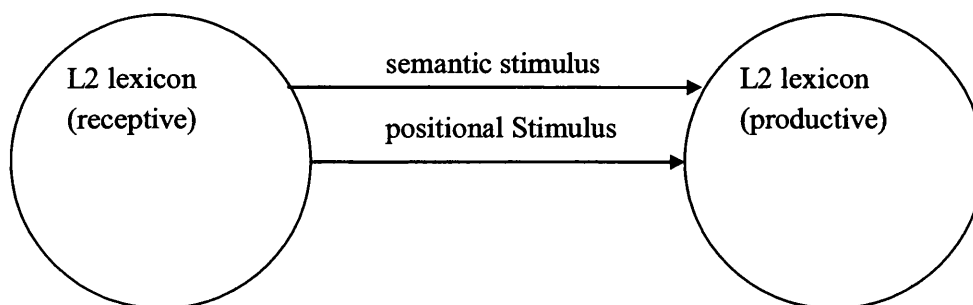 L2 lexicon
(receptive)
semantic stimulus
positional Stimulus
L2 lexicon
(productive)